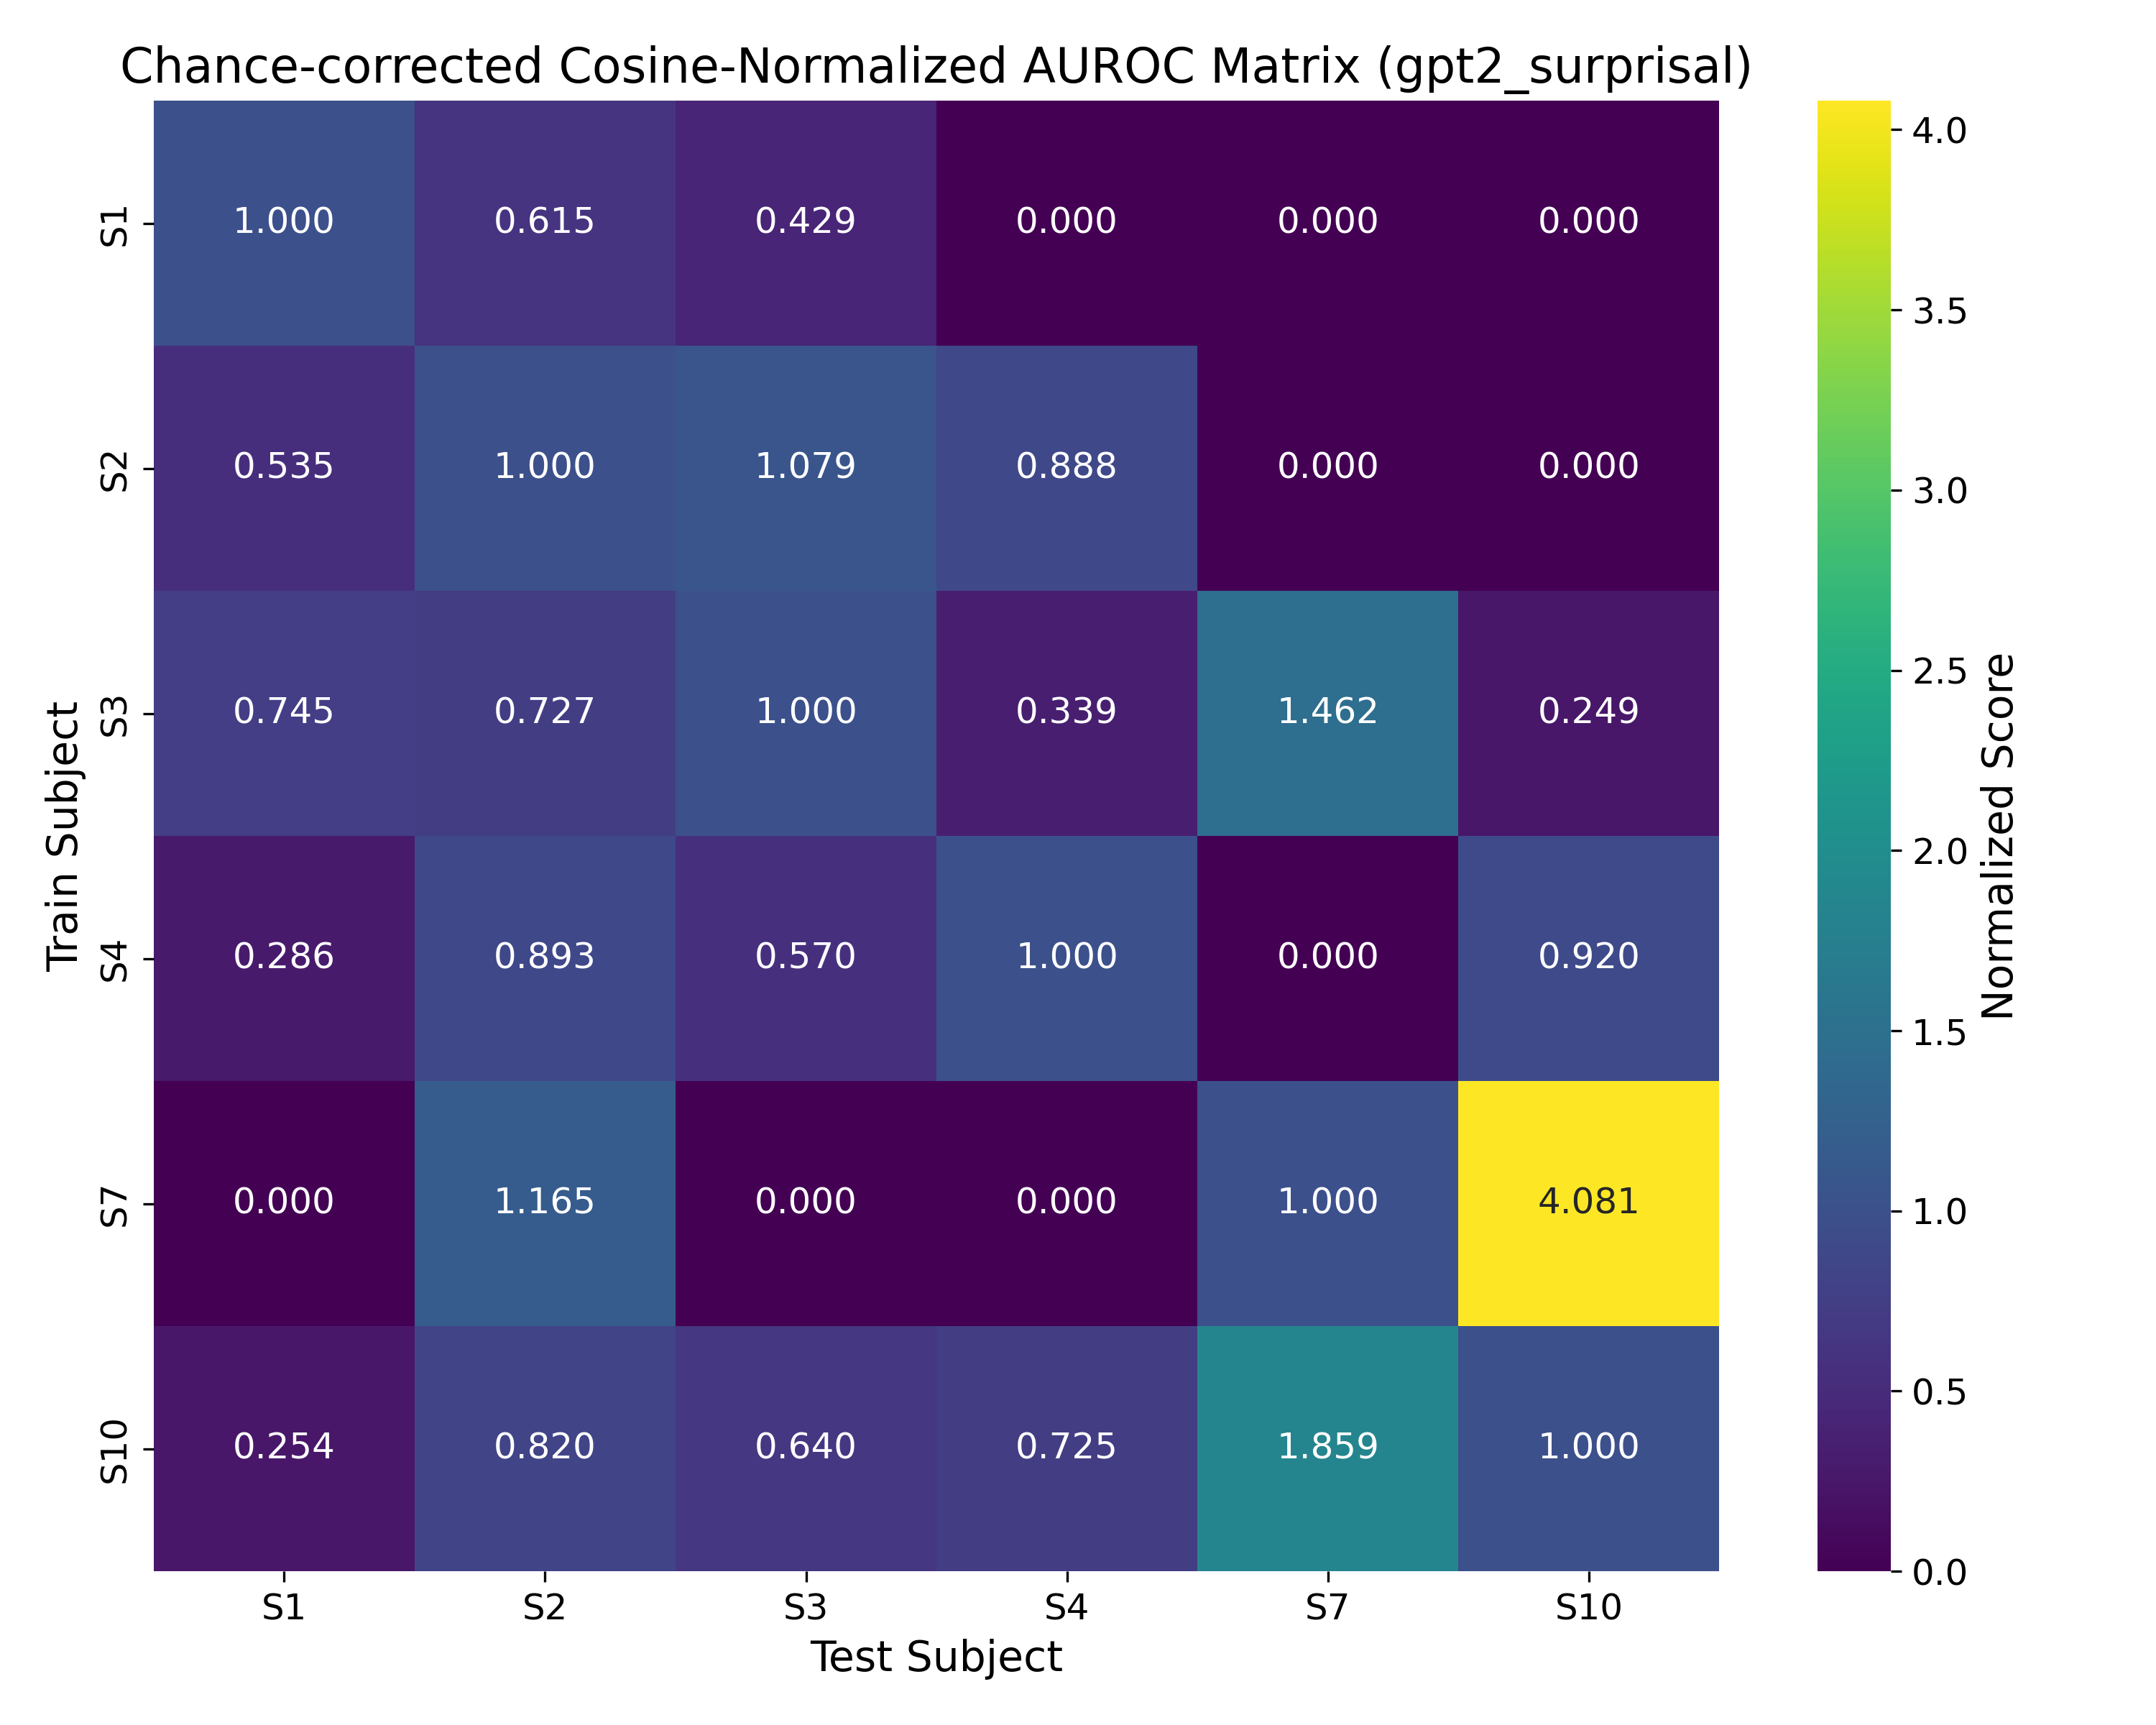 Chance-corrected Cosine-Normalized AUROC Matrix (gpt2_surprisal)
Train Subject
S1 1.000 0.615 0.429 0.000 0.000 0.000
S2 0.535 1.000 1.079 0.888 0.000 0.000
S3 0.745 0.727 1.000 0.339 1.462 0.249
S4 0.286 0.893 0.570 1.000 0.000 0.920
S7 0.000 1.165 0.000 0.000 1.000 4.081
S10 0.254 0.820 0.640 0.725 1.859 1.000
S1 S2 S3 S4 S7 S10
Test Subject
4.0
3.5
3.0
2.5
2.0
1.5
1.0
0.5
0.0
Normalized Score